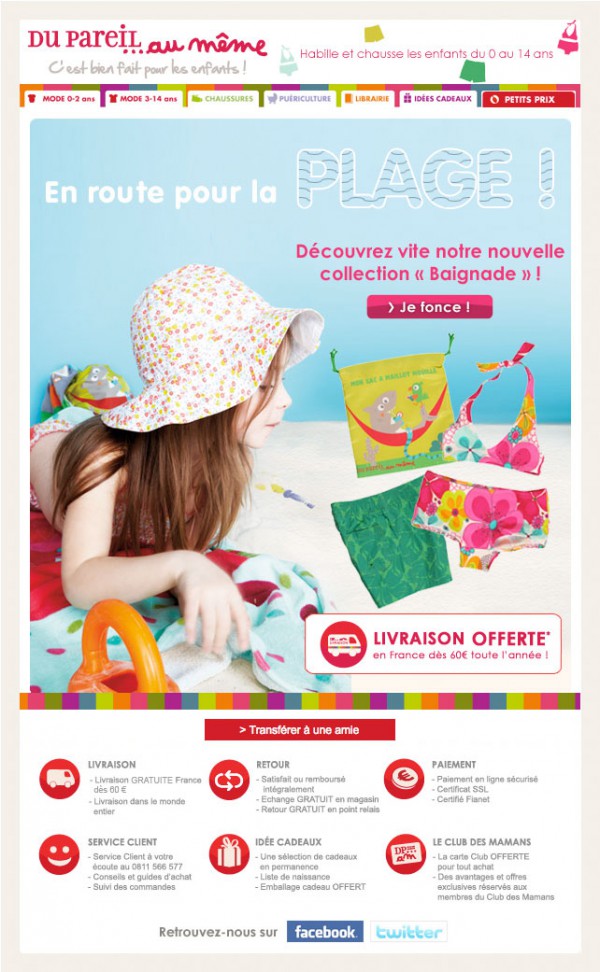 DU PAREIL
...au même
C'est bien fait pour les enfants !
Habille et chausse les enfants du 0 au 14 ans
MODE 0-2 ans
MODE 3-14 ans
CHAUSSURES
PUÉRICULTURE
LIBRAIRIE
IDÉES CADEAUX
PETITS PRIX
En route pour la PLAGE !
Découvrez vite notre nouvelle
collection « Baignade » !
> Je fonce !
MON SAC A MAILLOT MOUILLÉ...
DU PAREIL au même
LIVRAISON OFFERTE*
en France dès 60€ toute l'année !
> Transférer à une amie
LIVRAISON
- Livraison GRATUITE France
dès 60 €
- Livraison dans le monde
entier
RETOUR
- Satisfait ou remboursé
intégralement
- Echange GRATUIT en magasin
- Retour GRATUIT en point relais
PAIEMENT
- Paiement en ligne sécurisé
- Certificat SSL
- Certifié Fianet
SERVICE CLIENT
- Service Client à votre
écoute au 0811 566 577
- Conseils et guides d'achat
- Suivi des commandes
IDÉE CADEAUX
- Une sélection de cadeaux
en permanence
- Liste de naissance
- Emballage cadeau OFFERT
LE CLUB DES MAMANS
- La carte Club OFFERTE
pour tout achat
- Des avantages et offres
exclusives réservés aux
membres du Club des Mamans
Retrouvez-nous sur
facebook
twitter